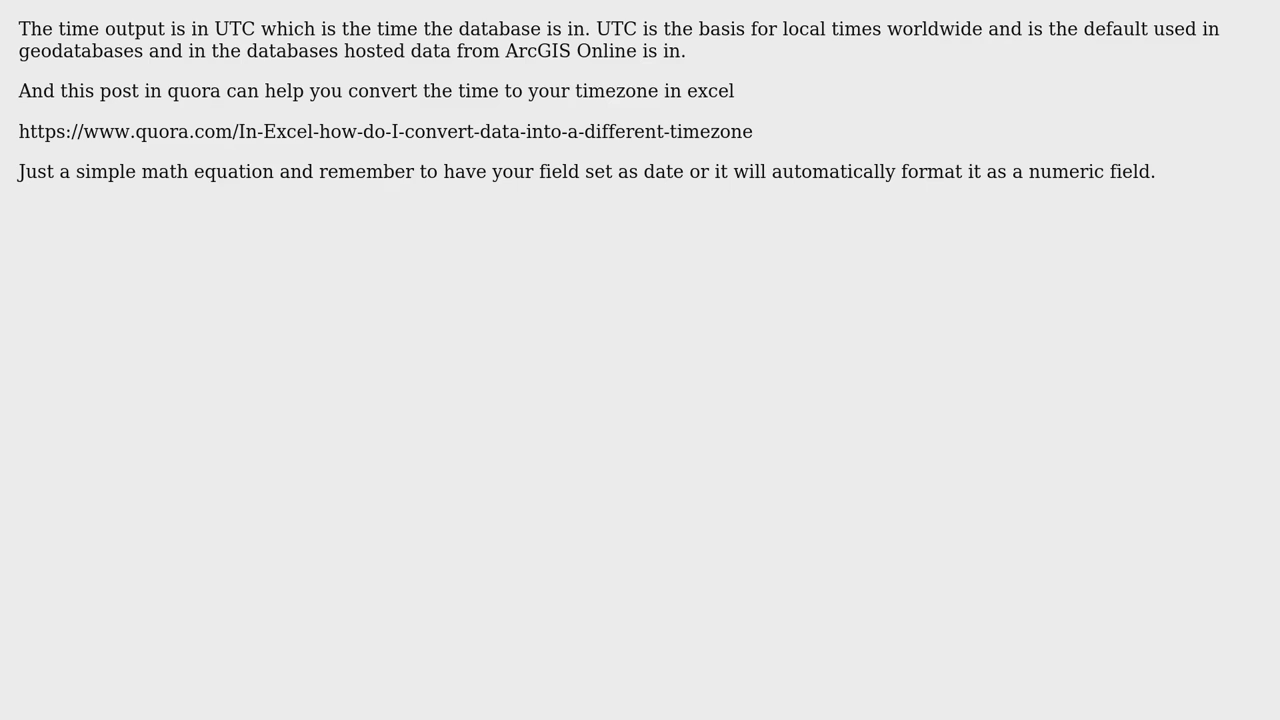 The time output is in UTC which is the time the database is in. UTC is the basis for local times worldwide and is the default used in
geodatabases and in the databases hosted data from ArcGIS Online is in.
And this post in quora can help you convert the time to your timezone in excel
https://www.quora.com/In-Excel-how-do-I-convert-data-into-a-different-timezone
Just a simple math equation and remember to have your field set as date or it will automatically format it as a numeric field.